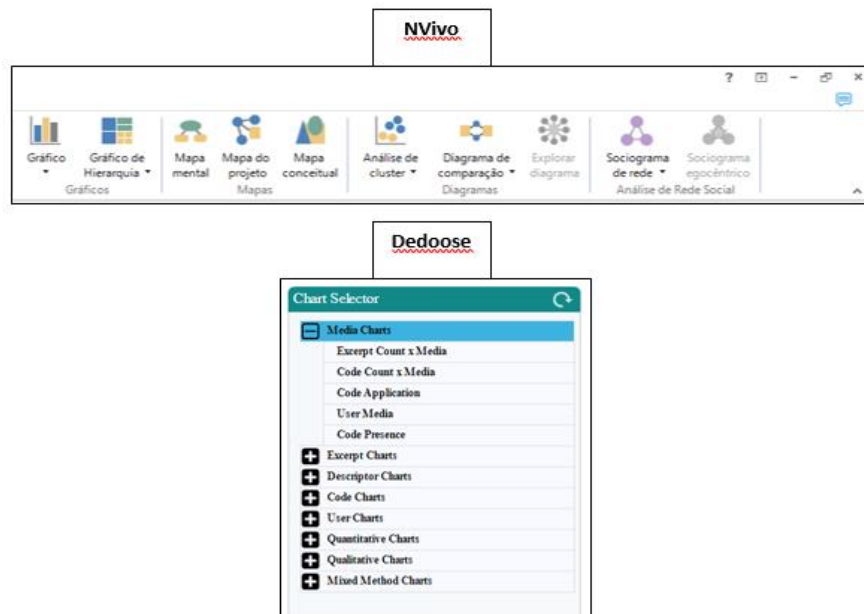 NVivo
?
Gráfico Gráfico de Hierarquia Mapa mental Mapa do projeto Mapa conceitual Análise de cluster Diagrama de comparação Explorar diagrama Sociograma de rede Sociograma egocêntrico
Gráficos Mapas Diagramas Análise de Rede Social
Dedoose
Chart Selector
Media Charts
Excerpt Count x Media
Code Count x Media
Code Application
User Media
Code Presence
Excerpt Charts
Descriptor Charts
Code Charts
User Charts
Quantitative Charts
Qualitative Charts
Mixed Method Charts